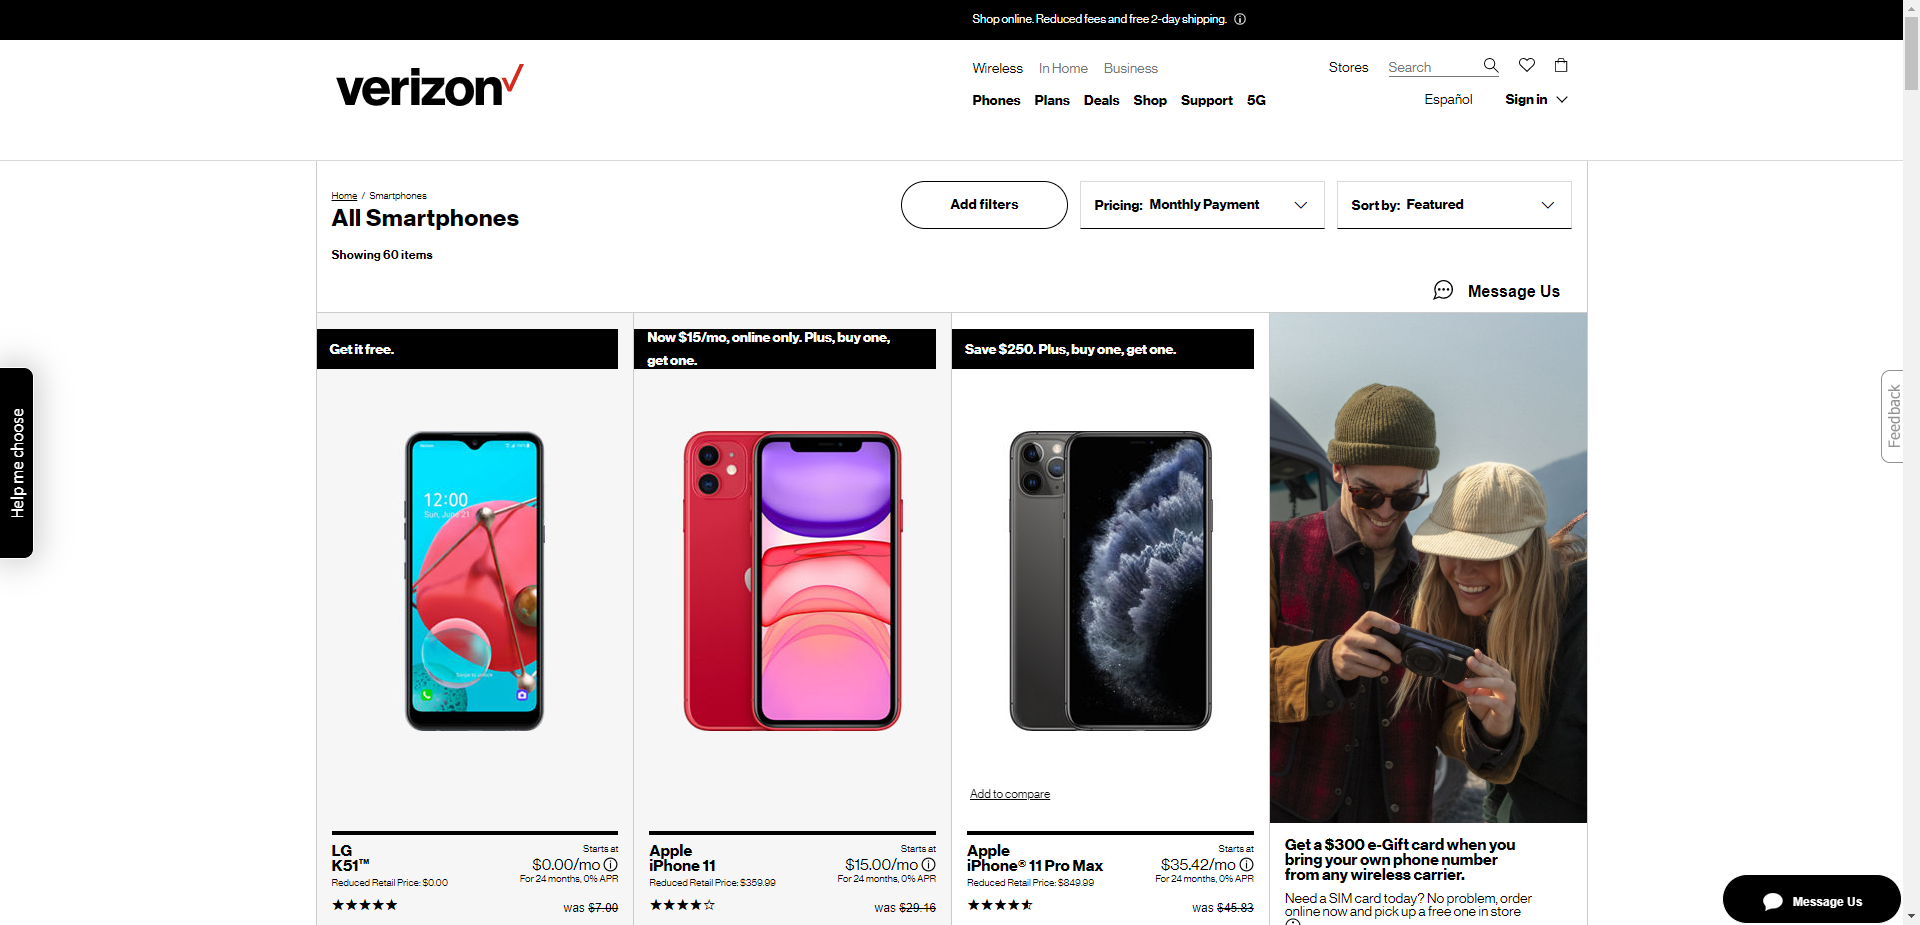 Shop online. Reduced fees and free 2-day shipping.
verizon
Wireless In Home Business
Stores Search
Phones Plans Deals Shop Support 5G
Español Sign in
Home / Smartphones
All Smartphones
Showing 60 items
Add filters
Pricing: Monthly Payment
Sort by: Featured
Message Us
Help me choose
Feedback
Get it free.
12:00
Sun, June 21
Swipe to unlock
LG
K51™
Reduced Retail Price: $0.00
Starts at
$0.00/mo
For 24 months, 0% APR
was $7.00
Now $15/mo, online only. Plus, buy one,
get one.
Apple
iPhone 11
Reduced Retail Price: $359.99
Starts at
$15.00/mo
For 24 months, 0% APR
was $29.16
Save $250. Plus, buy one, get one.
Add to compare
Apple
iPhone® 11 Pro Max
Reduced Retail Price: $849.99
Starts at
$35.42/mo
For 24 months, 0% APR
was $45.83
Get a $300 e-Gift card when you
bring your own phone number
from any wireless carrier.
Need a SIM card today? No problem, order
online now and pick up a free one in store
Message Us